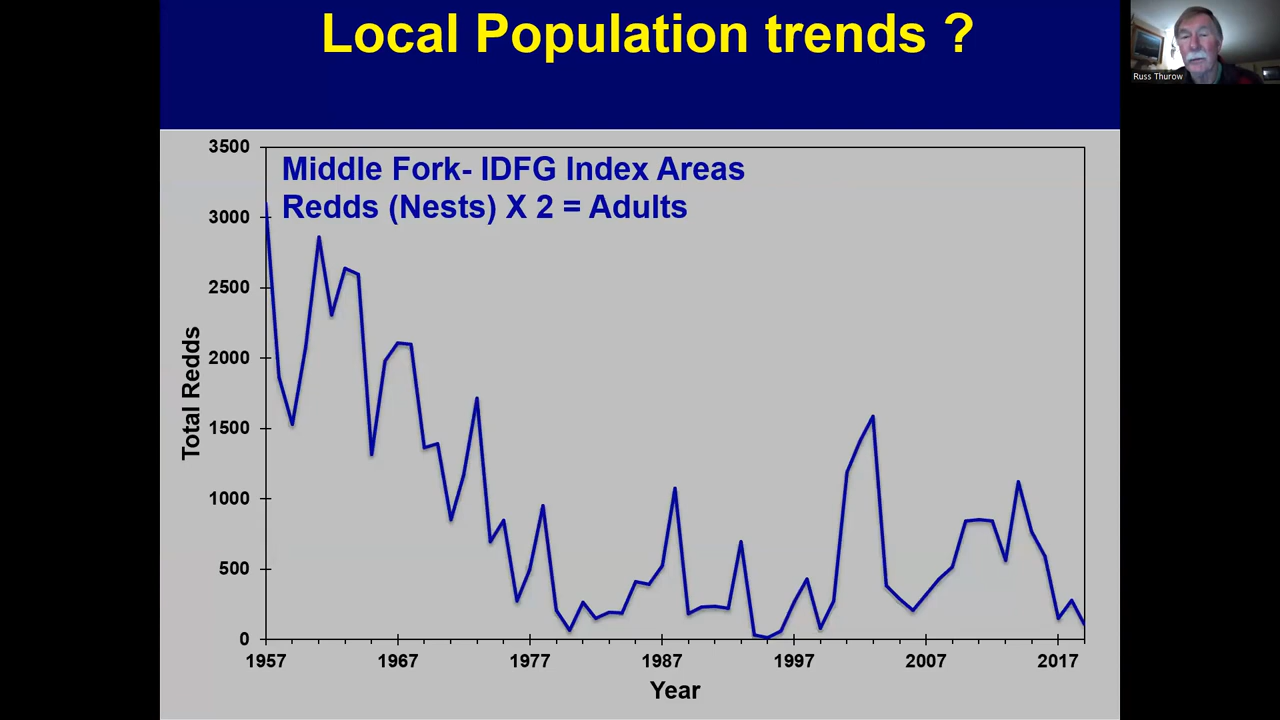 Local Population trends ?
Russ Thurow
Middle Fork- IDFG Index Areas
Redds (Nests) X 2 = Adults
3500
3000
2500
2000
1500
1000
500
0
Total Redds
1957
1967
1977
1987
1997
2007
2017
Year